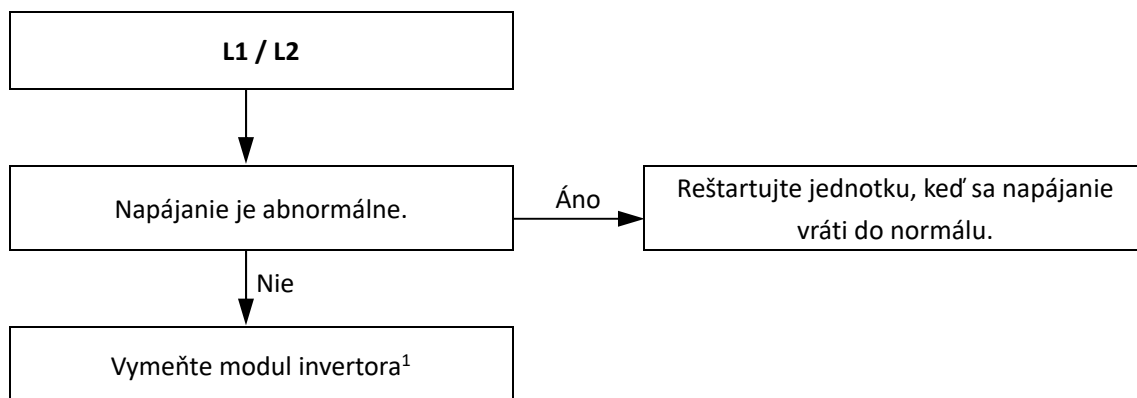 L1 / L2
Napájanie je abnormálne.
Áno
Reštartujte jednotku, keď sa napájanie
vráti do normálu.
Nie
Vymeňte modul invertora¹